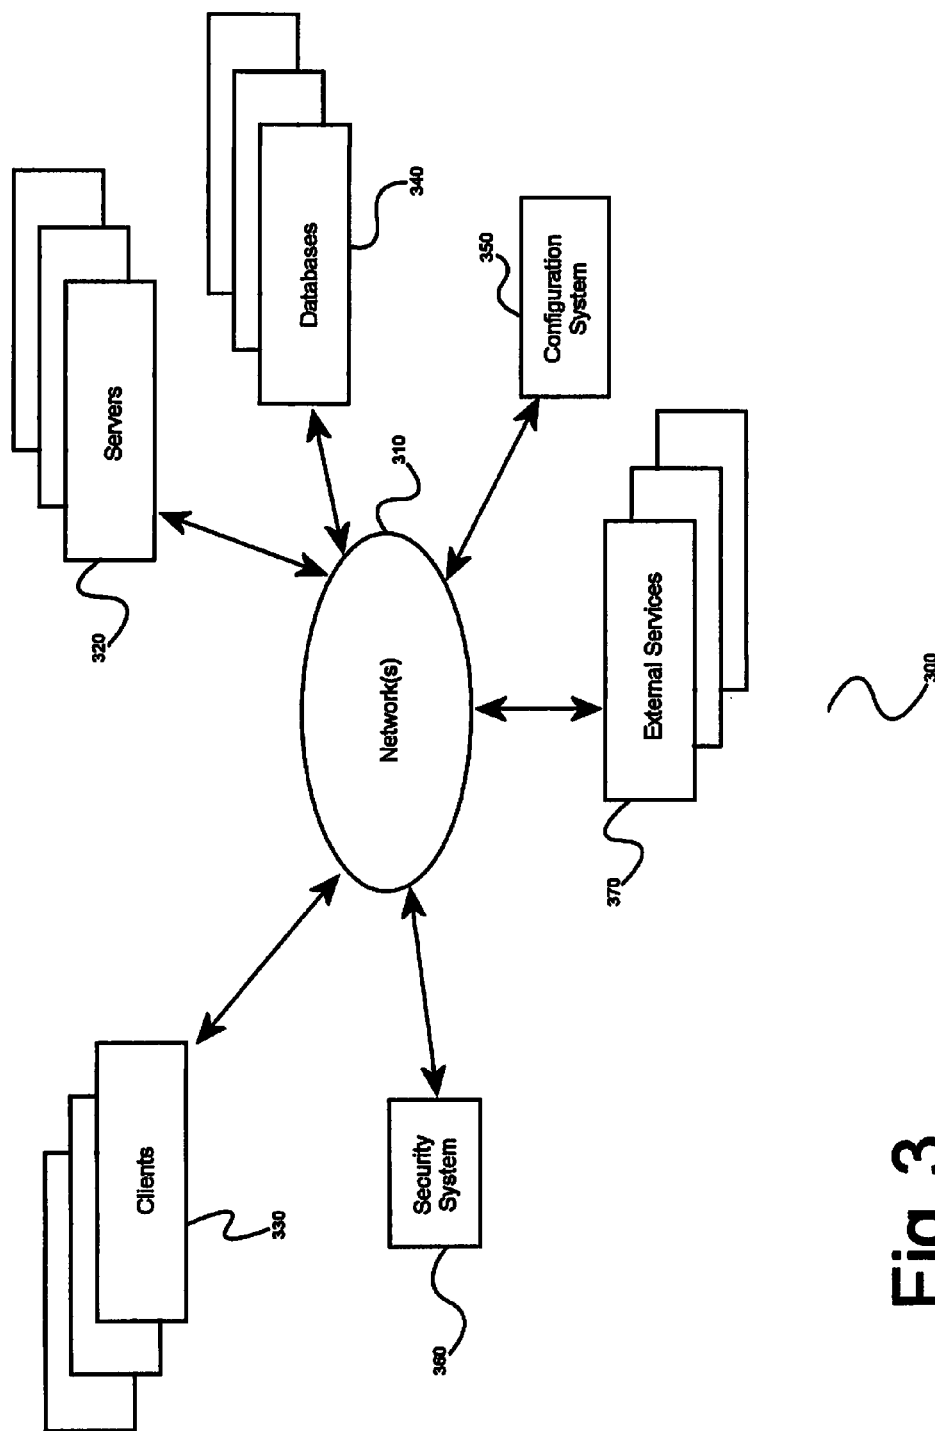 320
Servers
Clients
330
Databases
340
Network(s)
310
Security
System
360
350
Configuration
System
370
External Services
300
Fig. 3